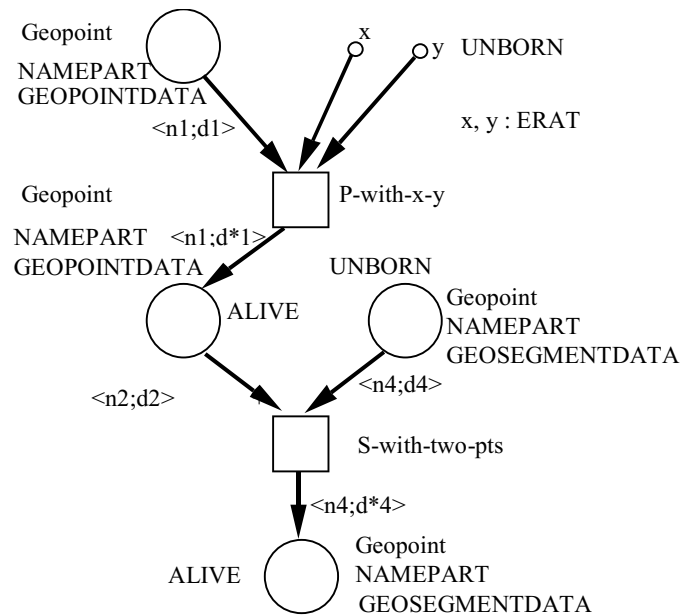 Geopoint
x
y
UNBORN
NAMEPART
GEOPOINTDATA
x, y : ERAT
<n1;d1>
Geopoint
P-with-x-y
NAMEPART
<n1;d*1>
GEOPOINTDATA
UNBORN
ALIVE
Geopoint
NAMEPART
GEOSEGMENTDATA
<n2;d2>
<n4;d4>
S-with-two-pts
<n4;d*4>
ALIVE
Geopoint
NAMEPART
GEOSEGMENTDATA